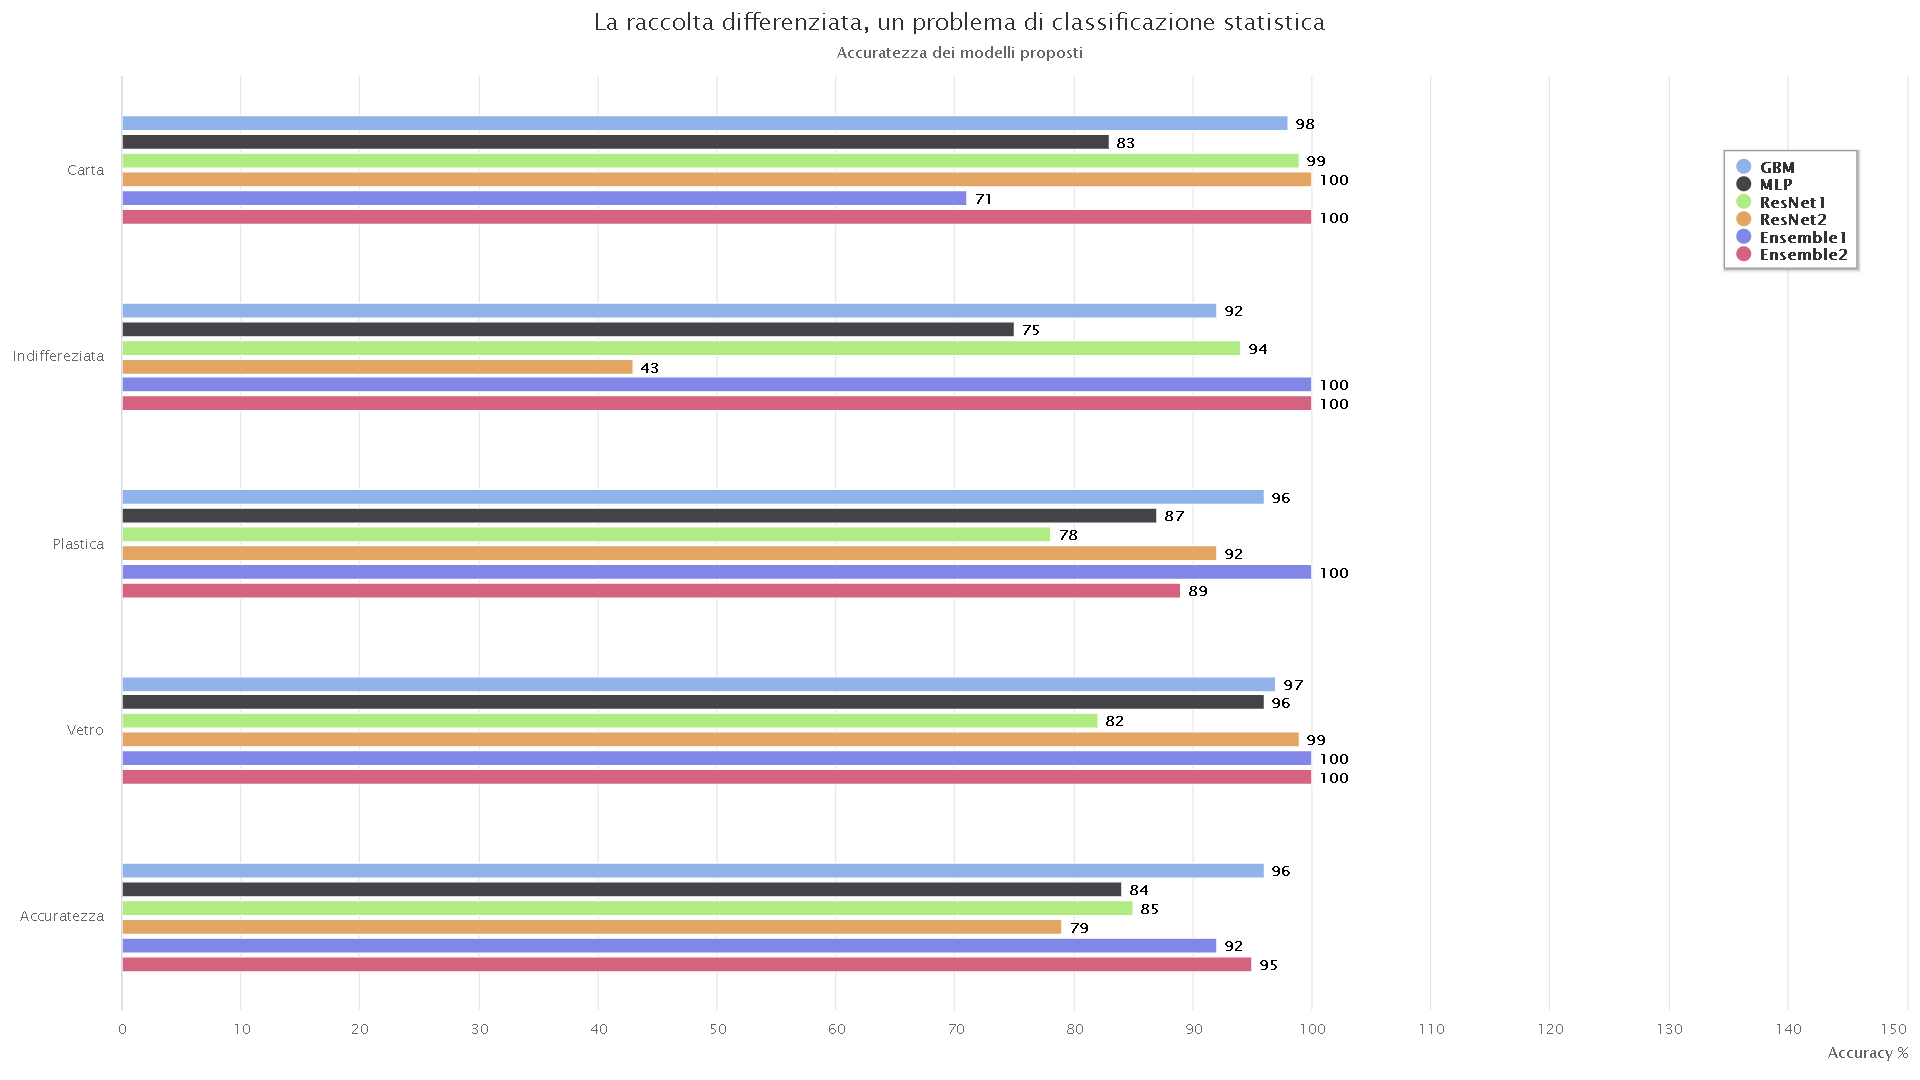 La raccolta differenziata, un problema di classificazione statistica
Accuratezza dei modelli proposti
Carta
98
83
99
100
71
100
GBM
MLP
ResNet1
ResNet2
Ensemble1
Ensemble2
Indiffereziata
92
75
94
43
100
100
Plastica
96
87
78
92
100
89
Vetro
97
96
82
99
100
100
Accuratezza
96
84
85
79
92
95
0 10 20 30 40 50 60 70 80 90 100 110 120 130 140 150
Accuracy %